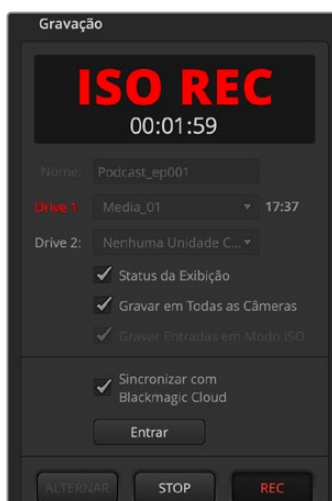 Gravação
ISO REC
00:01:59
Nome: Podcast_ep001
Drive 1: Media_01 17:37
Drive 2: Nenhuma Unidade C...
Status da Exibição
Gravar em Todas as Câmeras
Gravar Entradas em Modo ISO
Sincronizar com
Blackmagic Cloud
Entrar
ALTERNAR STOP REC